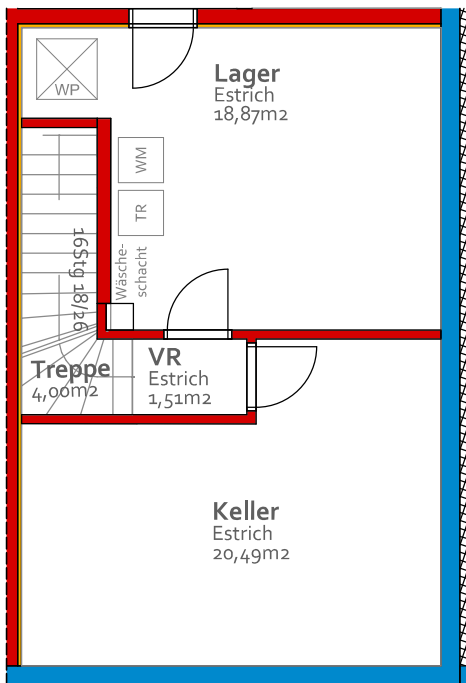 Lager
Estrich
18,87m2
WP
WM
TR
Wäsche-
schacht
16Stg 18/26
Treppe
4,00m2
VR
Estrich
1,51m2
Keller
Estrich
20,49m2